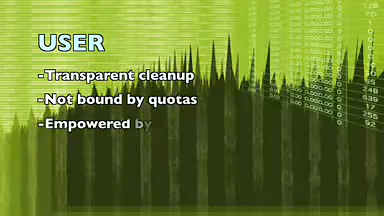 USER
-Transparent cleanup
-Not bound by quotas
-Empowered by